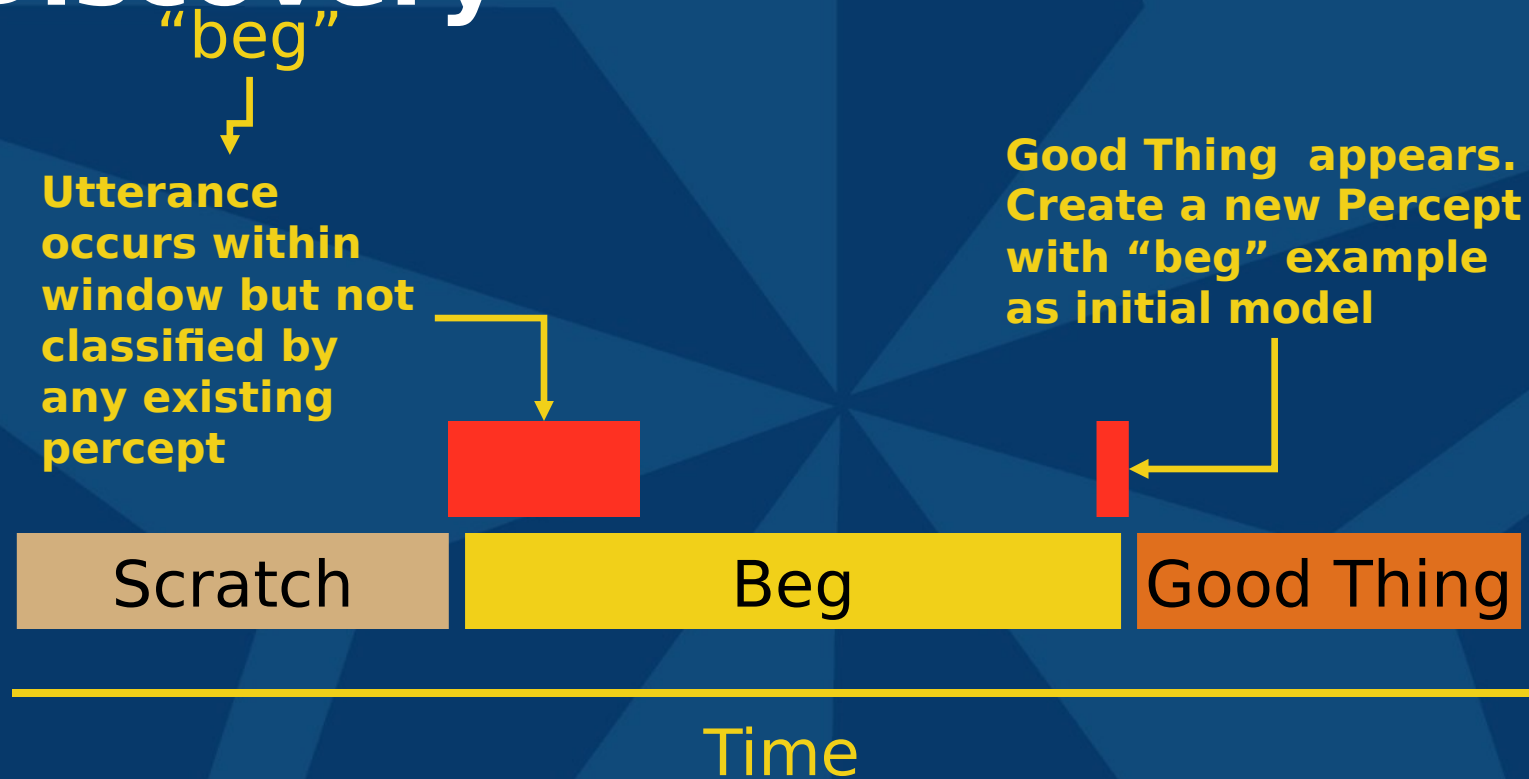 “beg”
Utterance
occurs within
window but not
classified by
any existing
percept
Good Thing appears.
Create a new Percept
with “beg” example
as initial model
Scratch
Beg
Good Thing
Time